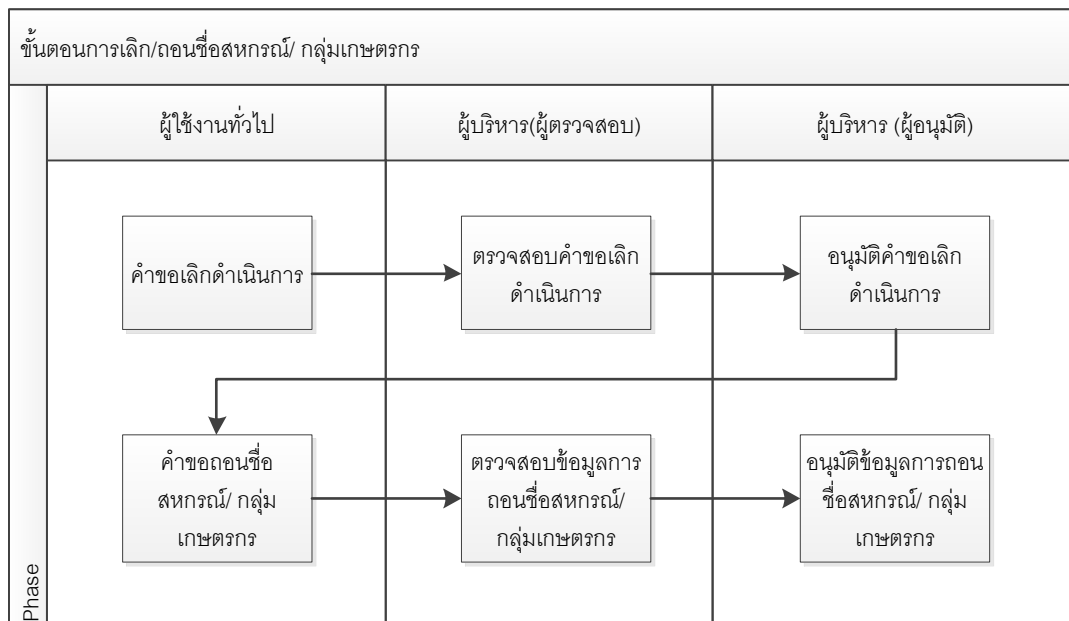 ขั้นตอนการเลิก/ถอนชื่อสหกรณ์/ กลุ่มเกษตรกร
ผู้ใช้งานทั่วไป
ผู้บริหาร(ผู้ตรวจสอบ)
ผู้บริหาร (ผู้อนุมัติ)
คำขอเลิกดำเนินการ
ตรวจสอบคำขอเลิก
ดำเนินการ
อนุมัติคำขอเลิก
ดำเนินการ
คำขอถอนชื่อ
สหกรณ์/ กลุ่ม
เกษตรกร
ตรวจสอบข้อมูลการ
ถอนชื่อสหกรณ์/
กลุ่มเกษตรกร
อนุมัติข้อมูลการถอน
ชื่อสหกรณ์/ กลุ่ม
เกษตรกร
Phase